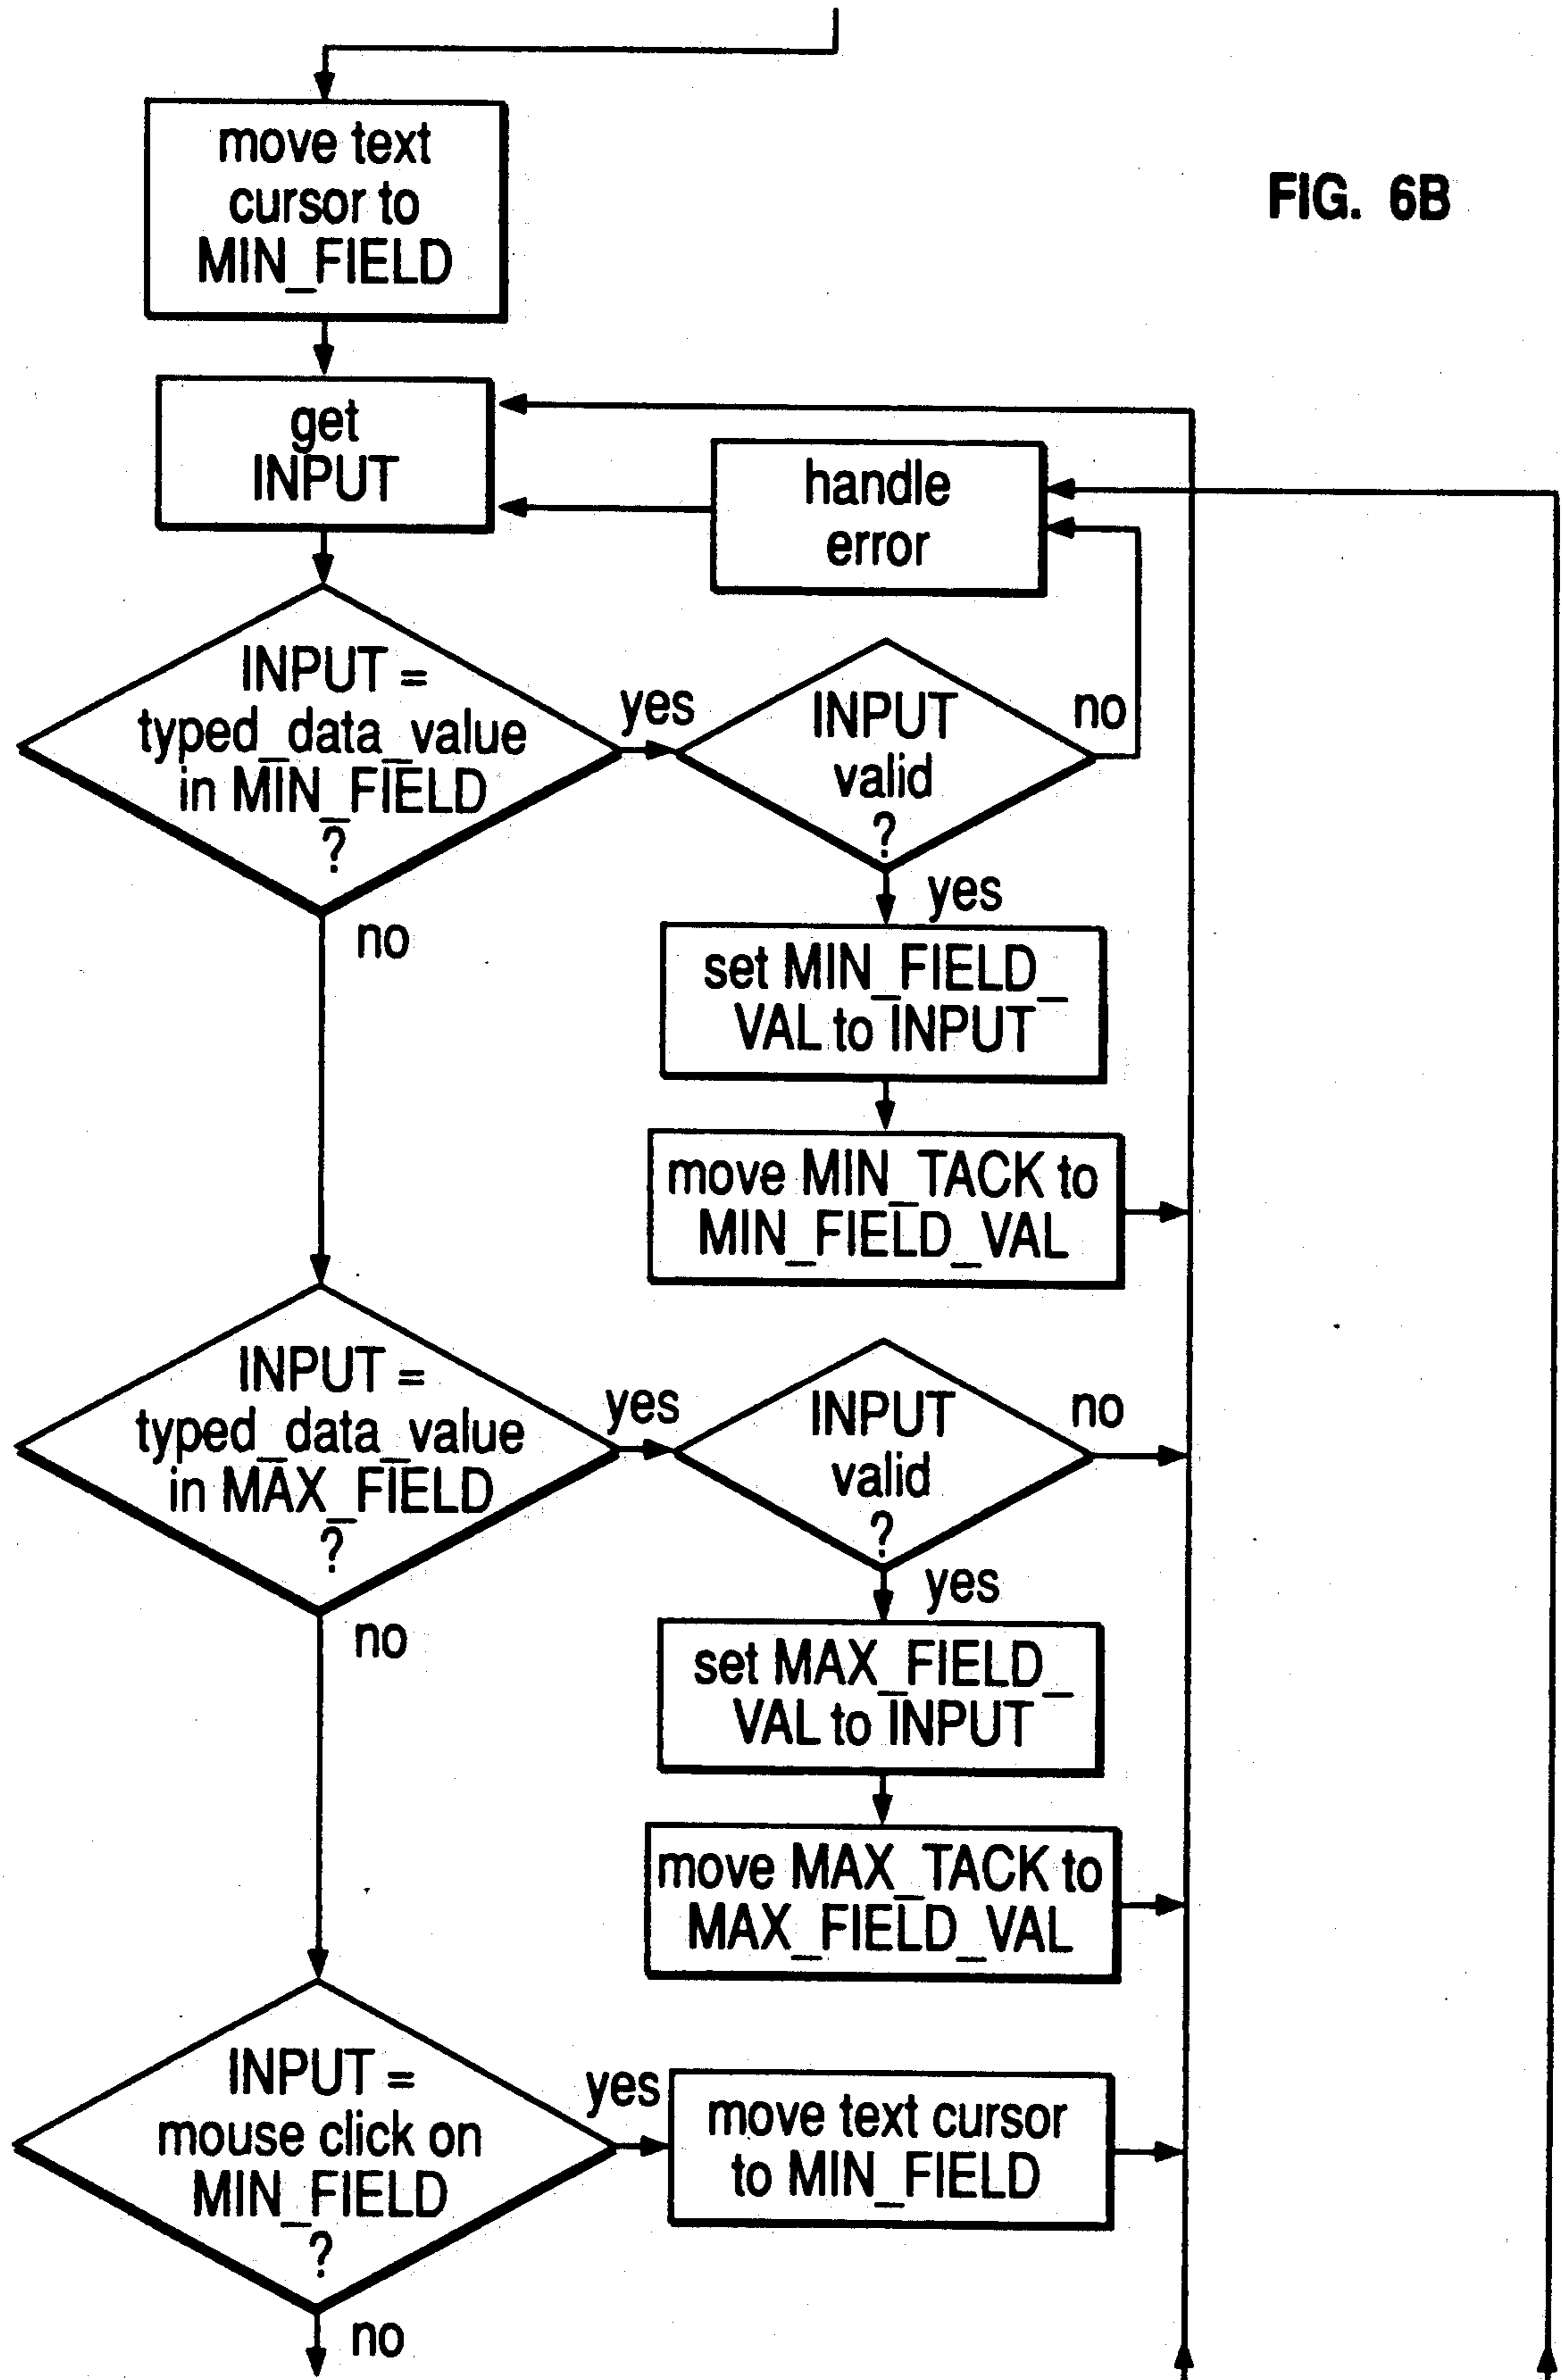 FIG. 6B
move text
cursor to
MIN_FIELD
get
INPUT
handle
error
INPUT =
typed_data_value
in MIN_FIELD
?
yes
INPUT
valid
?
no
yes
no
set MIN_FIELD_
VAL to INPUT
move MIN_TACK to
MIN_FIELD_VAL
INPUT =
typed_data_value
in MAX_FIELD
?
yes
INPUT
valid
?
no
yes
no
set MAX_FIELD_
VAL to INPUT
move MAX_TACK to
MAX_FIELD_VAL
INPUT =
mouse click on
MIN_FIELD
?
yes
move text cursor
to MIN_FIELD
no